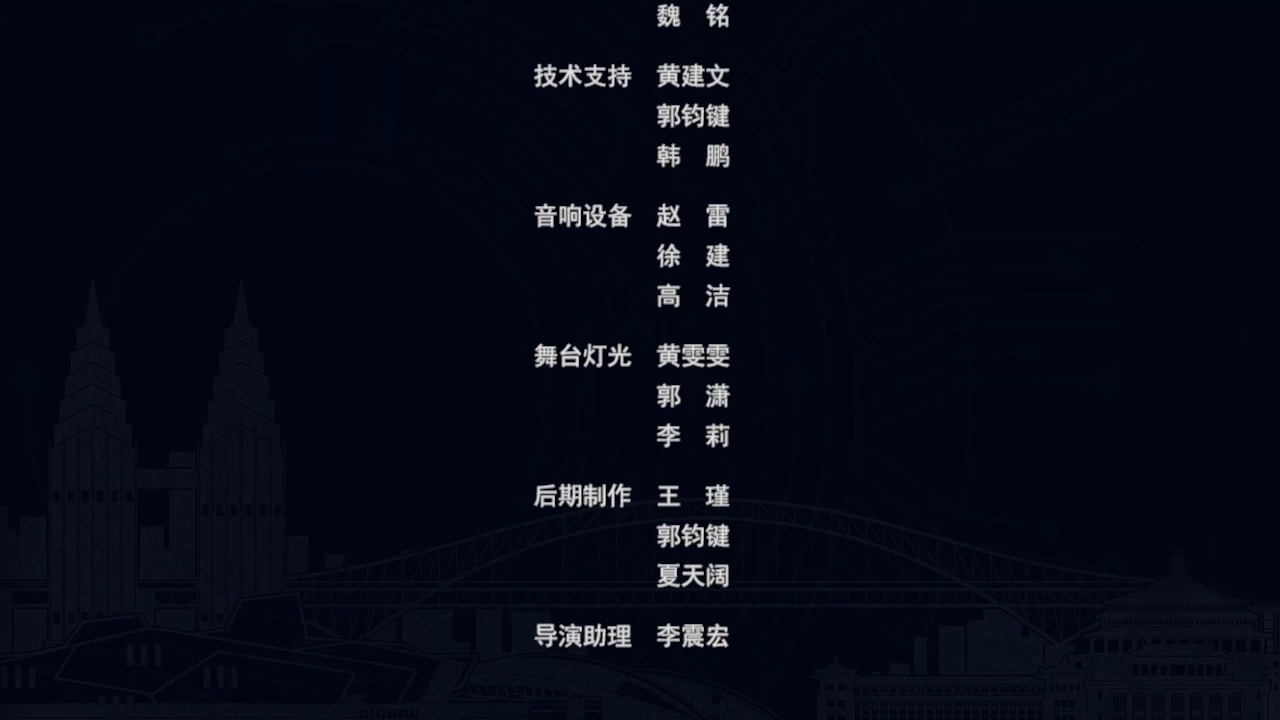 魏 铭
技术支持 黄建文
郭钧键
韩 鹏
音响设备 赵 雷
徐 建
高 洁
舞台灯光 黄雯雯
郭 潇
李 莉
后期制作 王 瑾
郭钧键
夏天阔
导演助理 李震宏